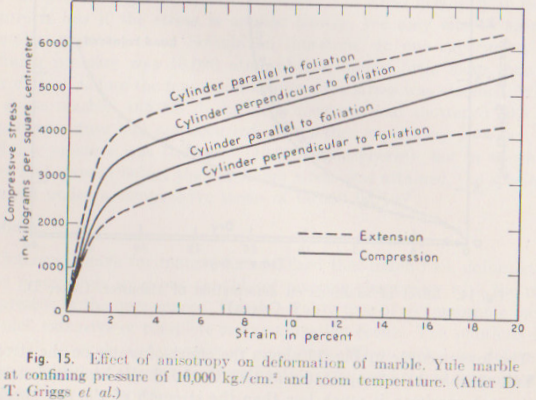 Compressive stress
in kilograms per square centimeter
6000
5000
4000
3000
2000
1000
0
Cylinder parallel to foliation
Cylinder perpendicular to foliation
Cylinder parallel to foliation
Cylinder perpendicular to foliation
Extension
Compression
0 2 4 6 8 10 12 14 16 18 20
Strain in percent
Fig. 15. Effect of anisotropy on deformation of marble. Yule marble
at confining pressure of 10,000 kg./cm.² and room temperature. (After D.
T. Griggs et al.)